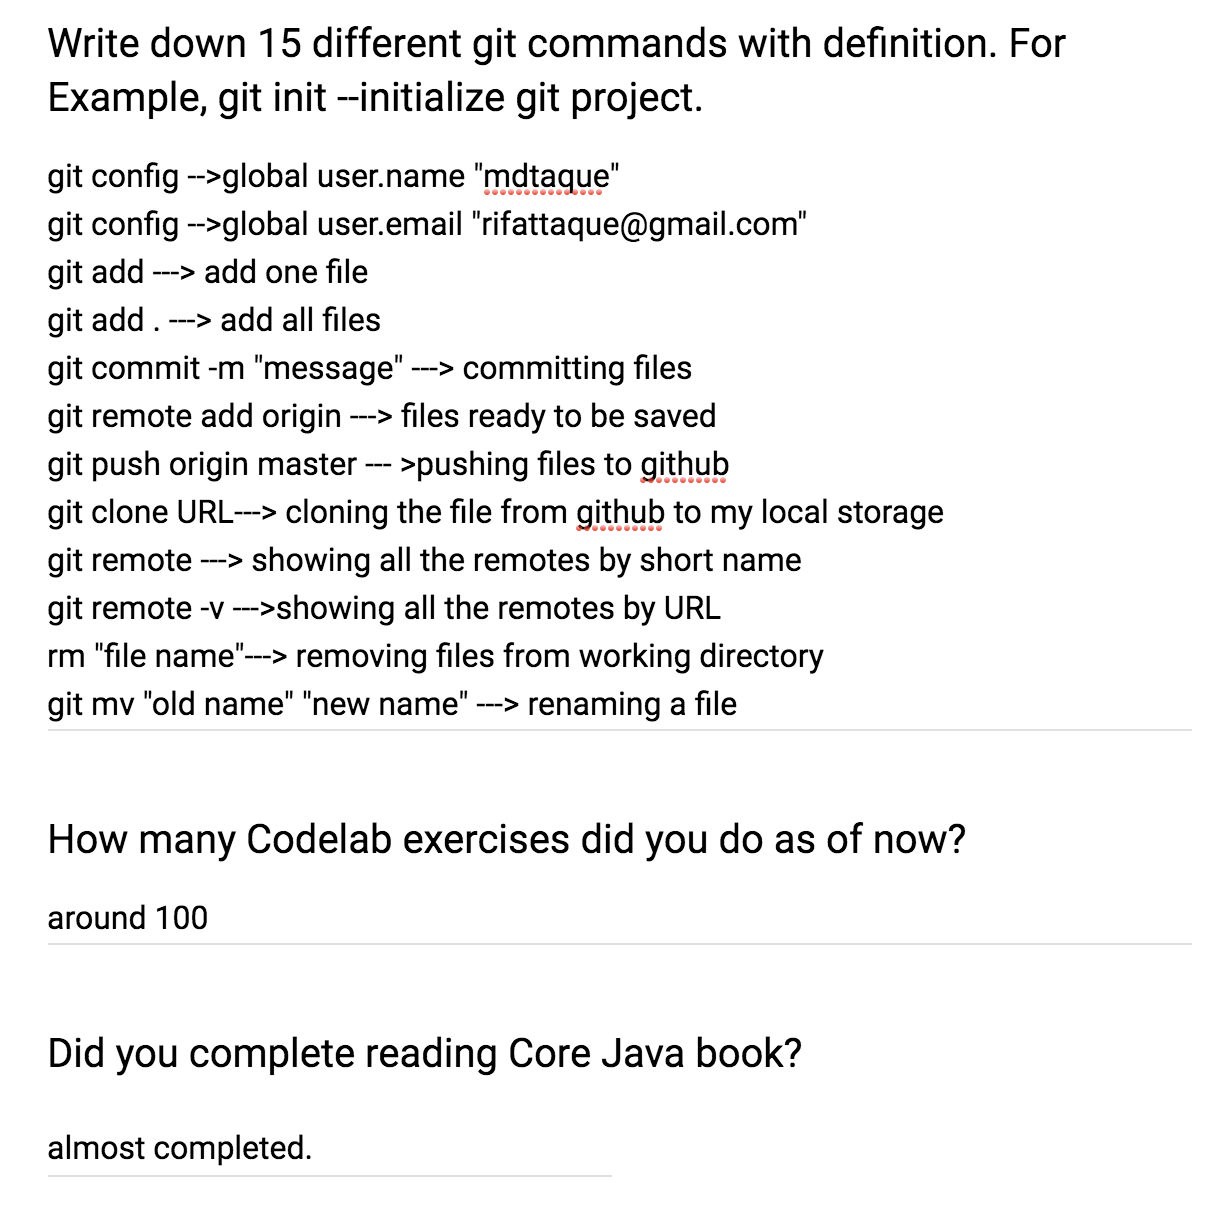 Write down 15 different git commands with definition. For
Example, git init --initialize git project.
git config -->global user.name "mdtaque"
git config -->global user.email "rifattaque@gmail.com"
git add ---> add one file
git add . ---> add all files
git commit -m "message" ---> committing files
git remote add origin ---> files ready to be saved
git push origin master --- >pushing files to github
git clone URL---> cloning the file from github to my local storage
git remote ---> showing all the remotes by short name
git remote -v --->showing all the remotes by URL
rm "file name"---> removing files from working directory
git mv "old name" "new name" ---> renaming a file
How many Codelab exercises did you do as of now?
around 100
Did you complete reading Core Java book?
almost completed.